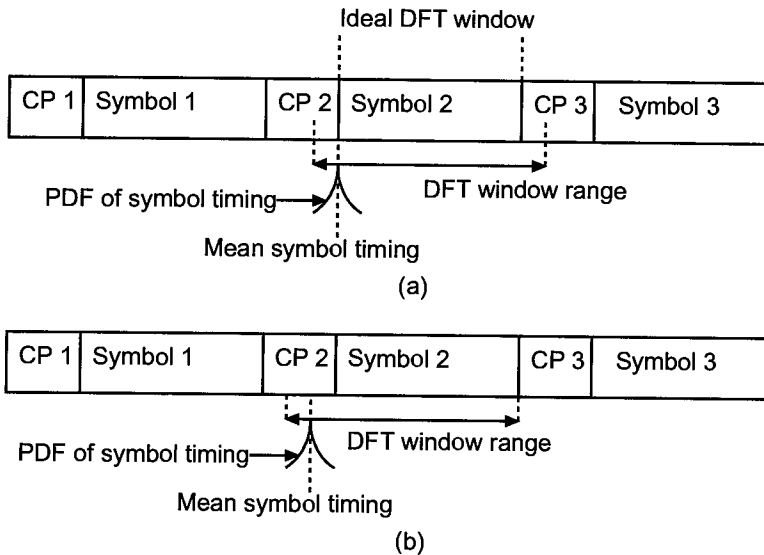 Ideal DFT window
CP 1 Symbol 1 CP 2 Symbol 2 CP 3 Symbol 3
DFT window range
PDF of symbol timing
Mean symbol timing
(a)
CP 1 Symbol 1 CP 2 Symbol 2 CP 3 Symbol 3
DFT window range
PDF of symbol timing
Mean symbol timing
(b)